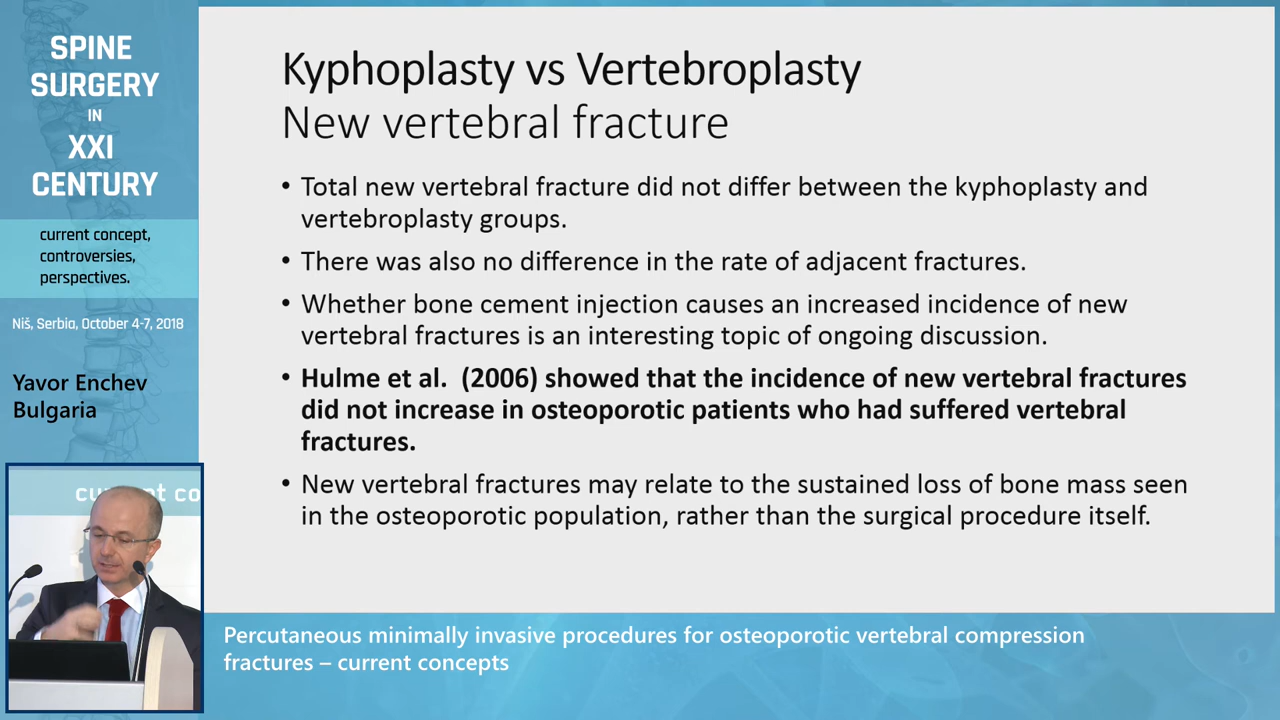 SPINE
SURGERY
IN
XXI
CENTURY
current concept,
controversies,
perspectives.
Niš, Serbia, October 4-7, 2018
Yavor Enchev
Bulgaria
current co
Kyphoplasty vs Vertebroplasty
New vertebral fracture
• Total new vertebral fracture did not differ between the kyphoplasty and
vertebroplasty groups.
• There was also no difference in the rate of adjacent fractures.
• Whether bone cement injection causes an increased incidence of new
vertebral fractures is an interesting topic of ongoing discussion.
• Hulme et al. (2006) showed that the incidence of new vertebral fractures
did not increase in osteoporotic patients who had suffered vertebral
fractures.
• New vertebral fractures may relate to the sustained loss of bone mass seen
in the osteoporotic population, rather than the surgical procedure itself.
Percutaneous minimally invasive procedures for osteoporotic vertebral compression
fractures – current concepts